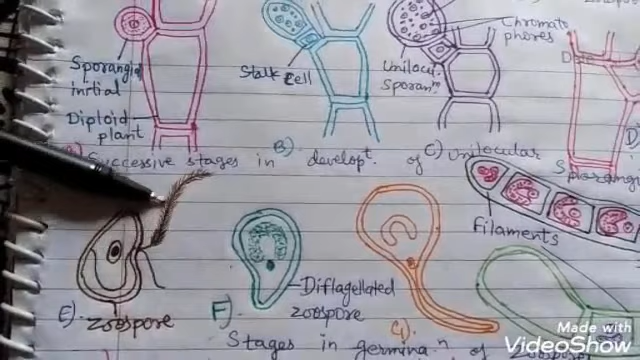 Chromato
phores
Sporangial
initial
Stalk Cell
Unilocu.
Sporan^m
Diploid
plant
A) Successive stages in B) develop^t of C) Unilocular
Sporangi
Filaments
Diflagellated
zoospore
E) Zoospore
F)
G)
Stages in germina.^n of
Made with
VideoShow